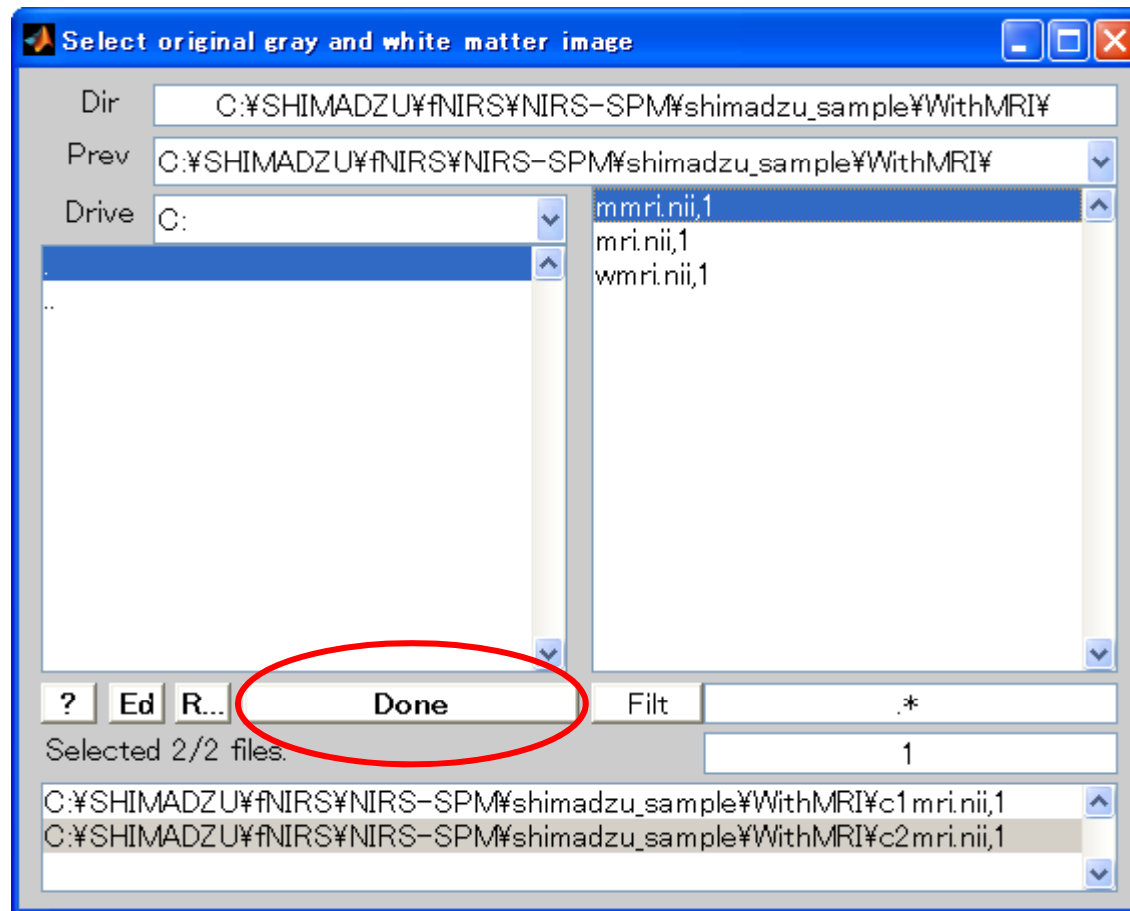 Select original gray and white matter image
Dir C:¥SHIMADZU¥fNIRS¥NIRS-SPM¥shimadzu_sample¥WithMRI¥
Prev C:¥SHIMADZU¥fNIRS¥NIRS-SPM¥shimadzu_sample¥WithMRI¥
Drive C:
.
..
mmri.nii,1
mri.nii,1
wmri.nii,1
? Ed R... Done Filt .*
Selected 2/2 files. 1
C:¥SHIMADZU¥fNIRS¥NIRS-SPM¥shimadzu_sample¥WithMRI¥c1mri.nii,1
C:¥SHIMADZU¥fNIRS¥NIRS-SPM¥shimadzu_sample¥WithMRI¥c2mri.nii,1